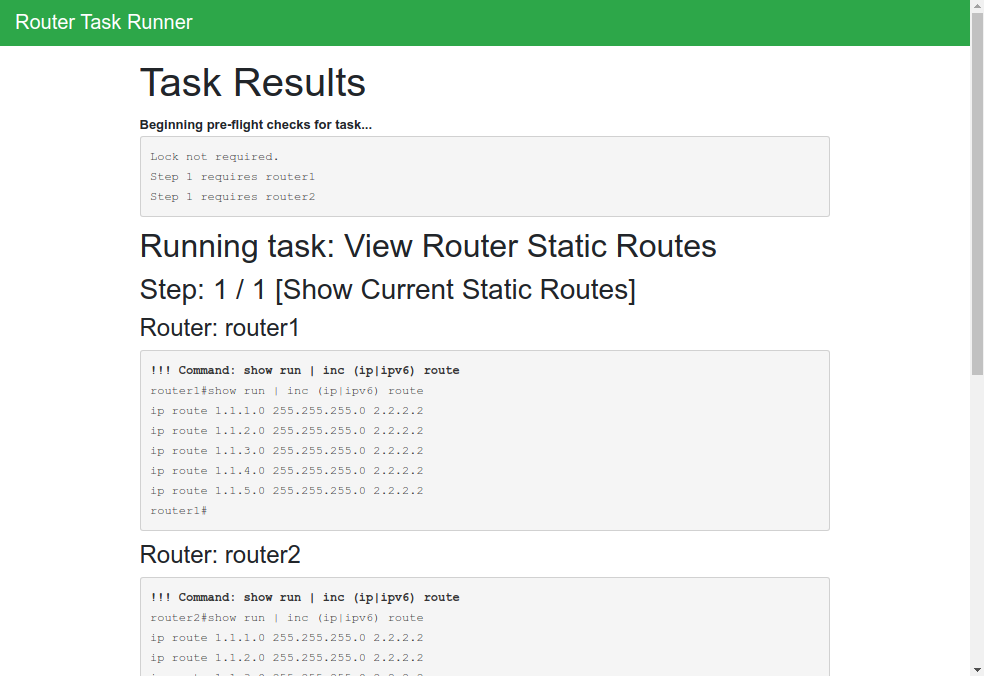 Router Task Runner
Task Results
Beginning pre-flight checks for task...
Lock not required.
Step 1 requires router1
Step 1 requires router2
Running task: View Router Static Routes
Step: 1 / 1 [Show Current Static Routes]
Router: router1
!!! Command: show run | inc (ip|ipv6) route
router1#show run | inc (ip|ipv6) route
ip route 1.1.1.0 255.255.255.0 2.2.2.2
ip route 1.1.2.0 255.255.255.0 2.2.2.2
ip route 1.1.3.0 255.255.255.0 2.2.2.2
ip route 1.1.4.0 255.255.255.0 2.2.2.2
ip route 1.1.5.0 255.255.255.0 2.2.2.2
router1#
Router: router2
!!! Command: show run | inc (ip|ipv6) route
router2#show run | inc (ip|ipv6) route
ip route 1.1.1.0 255.255.255.0 2.2.2.2
ip route 1.1.2.0 255.255.255.0 2.2.2.2